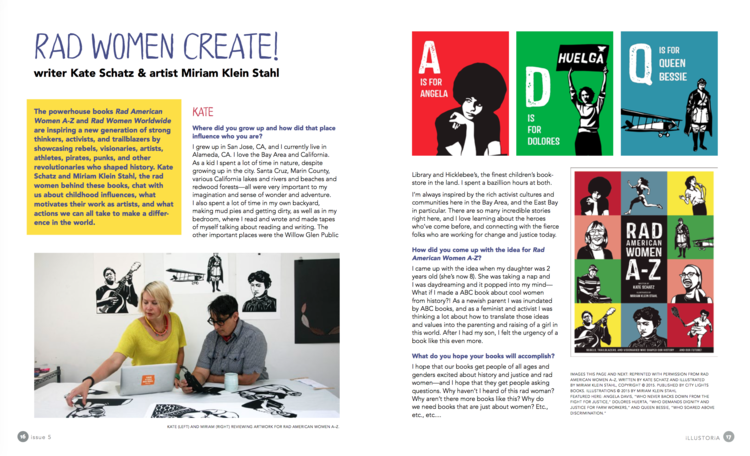 RAD WOMEN CREATE!
writer Kate Schatz & artist Miriam Klein Stahl
The powerhouse books Rad American
Women A-Z and Rad Women Worldwide
are inspiring a new generation of strong
thinkers, activists, and trailblazers by
showcasing rebels, visionaries, artists,
athletes, pirates, punks, and other
revolutionaries who shaped history. Kate
Schatz and Miriam Klein Stahl, the rad
women behind these books, chat with
us about childhood influences, what
motivates their work as artists, and what
actions we can all take to make a differ-
ence in the world.
KATE
Where did you grow up and how did that place
influence who you are?
I grew up in San Jose, CA, and I currently live in
Alameda, CA. I love the Bay Area and California.
As a kid I spent a lot of time in nature, despite
growing up in the city. Santa Cruz, Marin County,
various California lakes and rivers and beaches and
redwood forests—all were very important to my
imagination and sense of wonder and adventure.
I also spent a lot of time in my own backyard,
making mud pies and getting dirty, as well as in my
bedroom, where I read and wrote and made tapes
of myself talking about reading and writing. The
other important places were the Willow Glen Public
KATE (LEFT) AND MIRIAM (RIGHT) REVIEWING ARTWORK FOR RAD AMERICAN WOMEN A-Z
16 issue 5
A
IS FOR
ANGELA
HUELGA
D
IS
FOR
DOLORES
Q
IS FOR
QUEEN
BESSIE
Library and Hicklebee's, the finest children's book-
store in the land. I spent a bazillion hours at both.
I'm always inspired by the rich activist cultures and
communities here in the Bay Area, and the East Bay
in particular. There are so many incredible stories
right here, and I love learning about the heroes
who've come before, and connecting with the fierce
folks who are working for change and justice today.
How did you come up with the idea for Rad
American Women A-Z?
I came up with the idea when my daughter was 2
years old (she's now 8). She was taking a nap and
I was daydreaming and it popped into my mind—
What if I made a ABC book about cool women
from history?! As a newish parent I was inundated
by ABC books, and as a feminist and activist I was
thinking a lot about how to translate those ideas
and values into the parenting and raising of a girl in
this world. After I had my son, I felt the urgency of a
book like this even more.
What do you hope your books will accomplish?
I hope that our books get people of all ages and
genders excited about history and justice and rad
women—and I hope that they get people asking
questions. Why haven't I heard of this rad woman?
Why aren't there more books like this? Why do
we need books that are just about women? Etc.,
etc., etc....
RAD
AMERICAN
WOMEN
A-Z
KATE SCHATZ
MIRIAM KLEIN STAHL
IMAGES THIS PAGE AND NEXT: REPRINTED WITH PERMISSION FROM RAD
AMERICAN WOMEN A-Z, WRITTEN BY KATE SCHATZ AND ILLUSTRATED
BY MIRIAM KLEIN STAHL. COPYRIGHT © 2015. PUBLISHED BY CITY LIGHTS
BOOKS. ILLUSTRATIONS © 2015 BY MIRIAM KLEIN STAHL.
FEATURED HERE: ANGELA DAVIS, "WHO NEVER BACKS DOWN FROM THE
FIGHT FOR JUSTICE," DOLORES HUERTA, "WHO DEMANDS DIGNITY AND
JUSTICE FOR FARM WORKERS," AND QUEEN BESSIE, "WHO SOARED ABOVE
DISCRIMINATION."
ILLUSTORIA 17